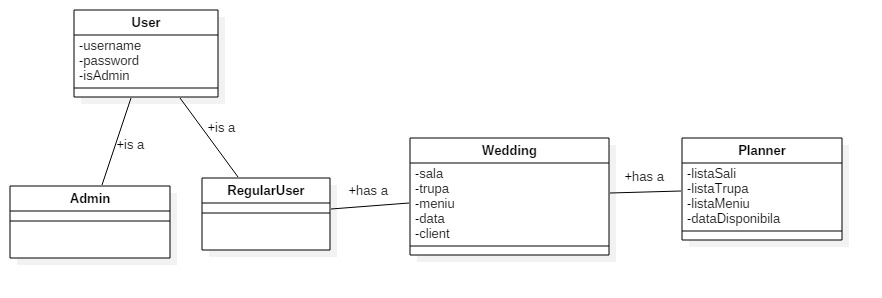 User
-username
-password
-isAdmin
+is a
+is a
Admin
RegularUser
+has a
Wedding
-sala
-trupa
-meniu
-data
-client
+has a
Planner
-listaSali
-listaTrupa
-listaMeniu
-dataDisponibila